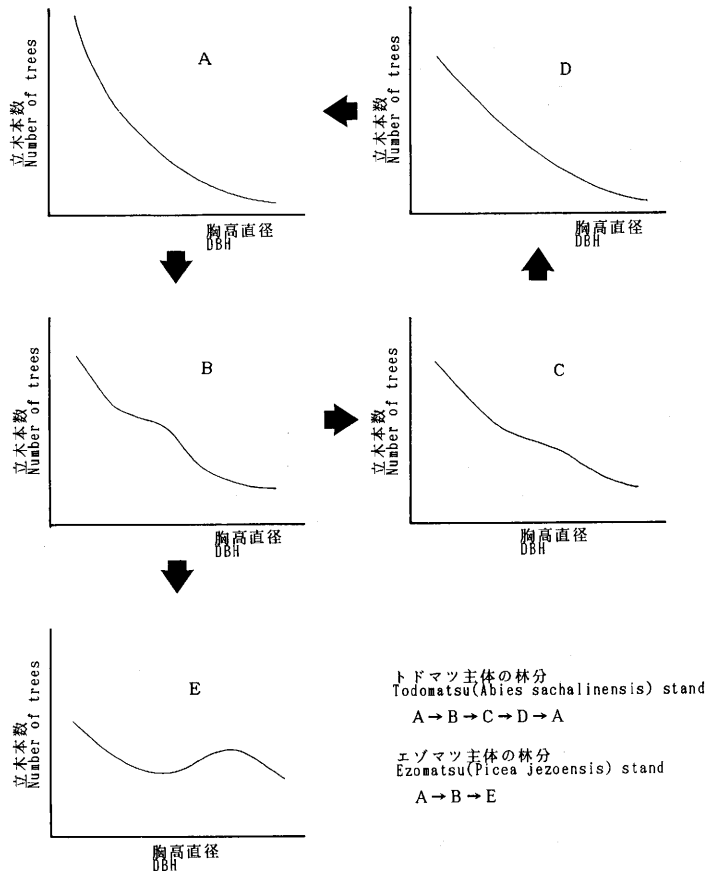 立木本数
Number of trees
A
胸高直径
DBH
立木本数
Number of trees
D
胸高直径
DBH
立木本数
Number of trees
B
胸高直径
DBH
立木本数
Number of trees
C
胸高直径
DBH
立木本数
Number of trees
E
胸高直径
DBH
トドマツ主体の林分
Todomatsu(Abies sachalinensis) stand
A→B→C→D→A
エゾマツ主体の林分
Ezomatsu(Picea jezoensis) stand
A→B→E